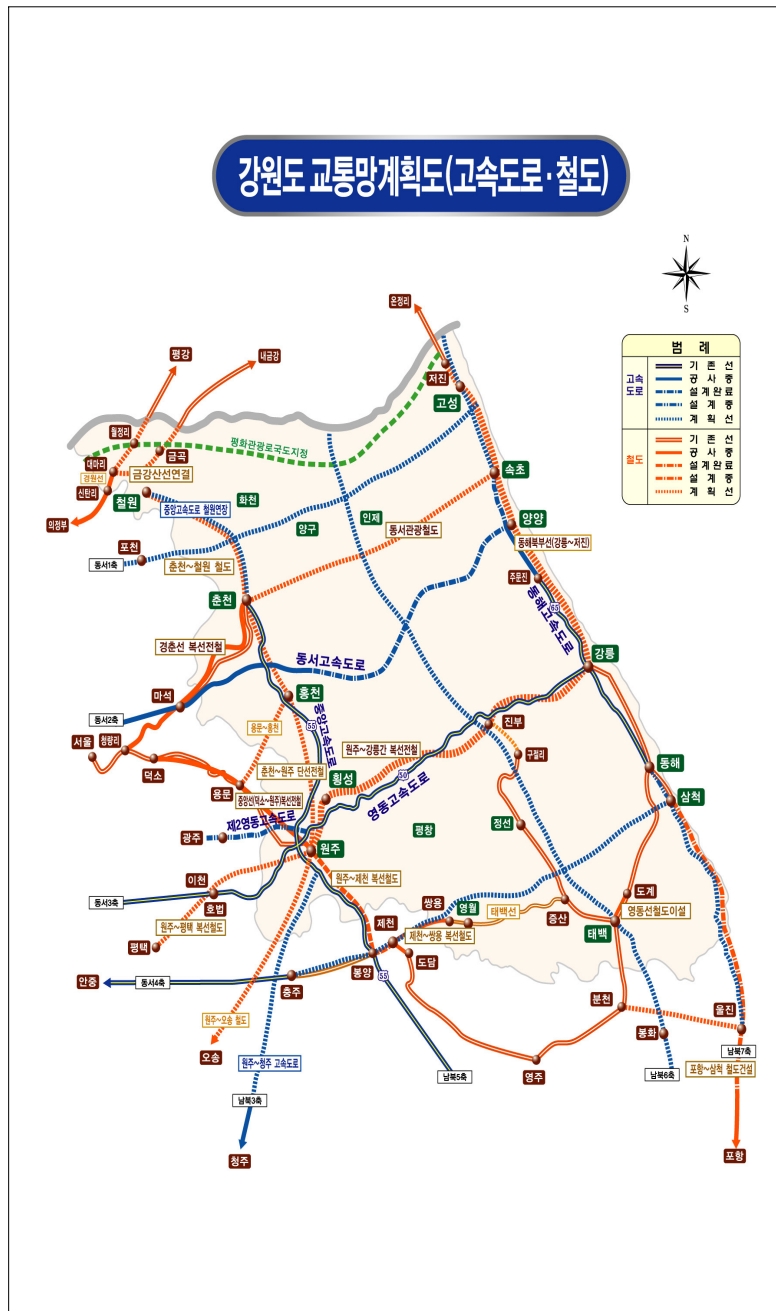 강원도 교통망계획도(고속도로·철도)
N
S
범 례
고속도로
기 존 선
공 사 중
설 계 완 료
설 계 중
계 획 선
철도
기 존 선
공 사 중
설 계 완 료
설 계 중
계 획 선
온정리
평강
내금강
저진
고성
월정리
금곡
평화관광로국도지정
대마리
경원선
금강산선연결
신탄리
철원
의정부
화천
중앙고속도로 철원연장
양구
인제
동서관광철도
속초
양양
동해북부선(강릉~저진)
포천
동서1축
춘천~철원 철도
주문진
춘천
동해고속도로
65
경춘선 복선전철
동서고속도로
강릉
마석
홍천
동서2축
용문~홍천
55
중앙고속도로
진부
서울
청량리
덕소
원주~강릉간 복선전철
구절리
춘천~원주 단선전철
50
영동고속도로
동해
용문
중앙선(덕소~원주)복선전철
횡성
삼척
제2영동고속도로
광주
평창
정선
원주
이천
원주~제천 복선철도
동서3축
호법
쌍용
영월
태백선
증산
도계
영동선철도이설
원주~평택 복선철도
태백
평택
제천
제천~쌍용 복선철도
안중
동서4축
충주
봉양
도담
55
원주~오송 철도
분천
울진
봉화
오송
원주~청주 고속도로
영주
남북5축
남북6축
남북7축
포항~삼척 철도건설
남북3축
청주
포항